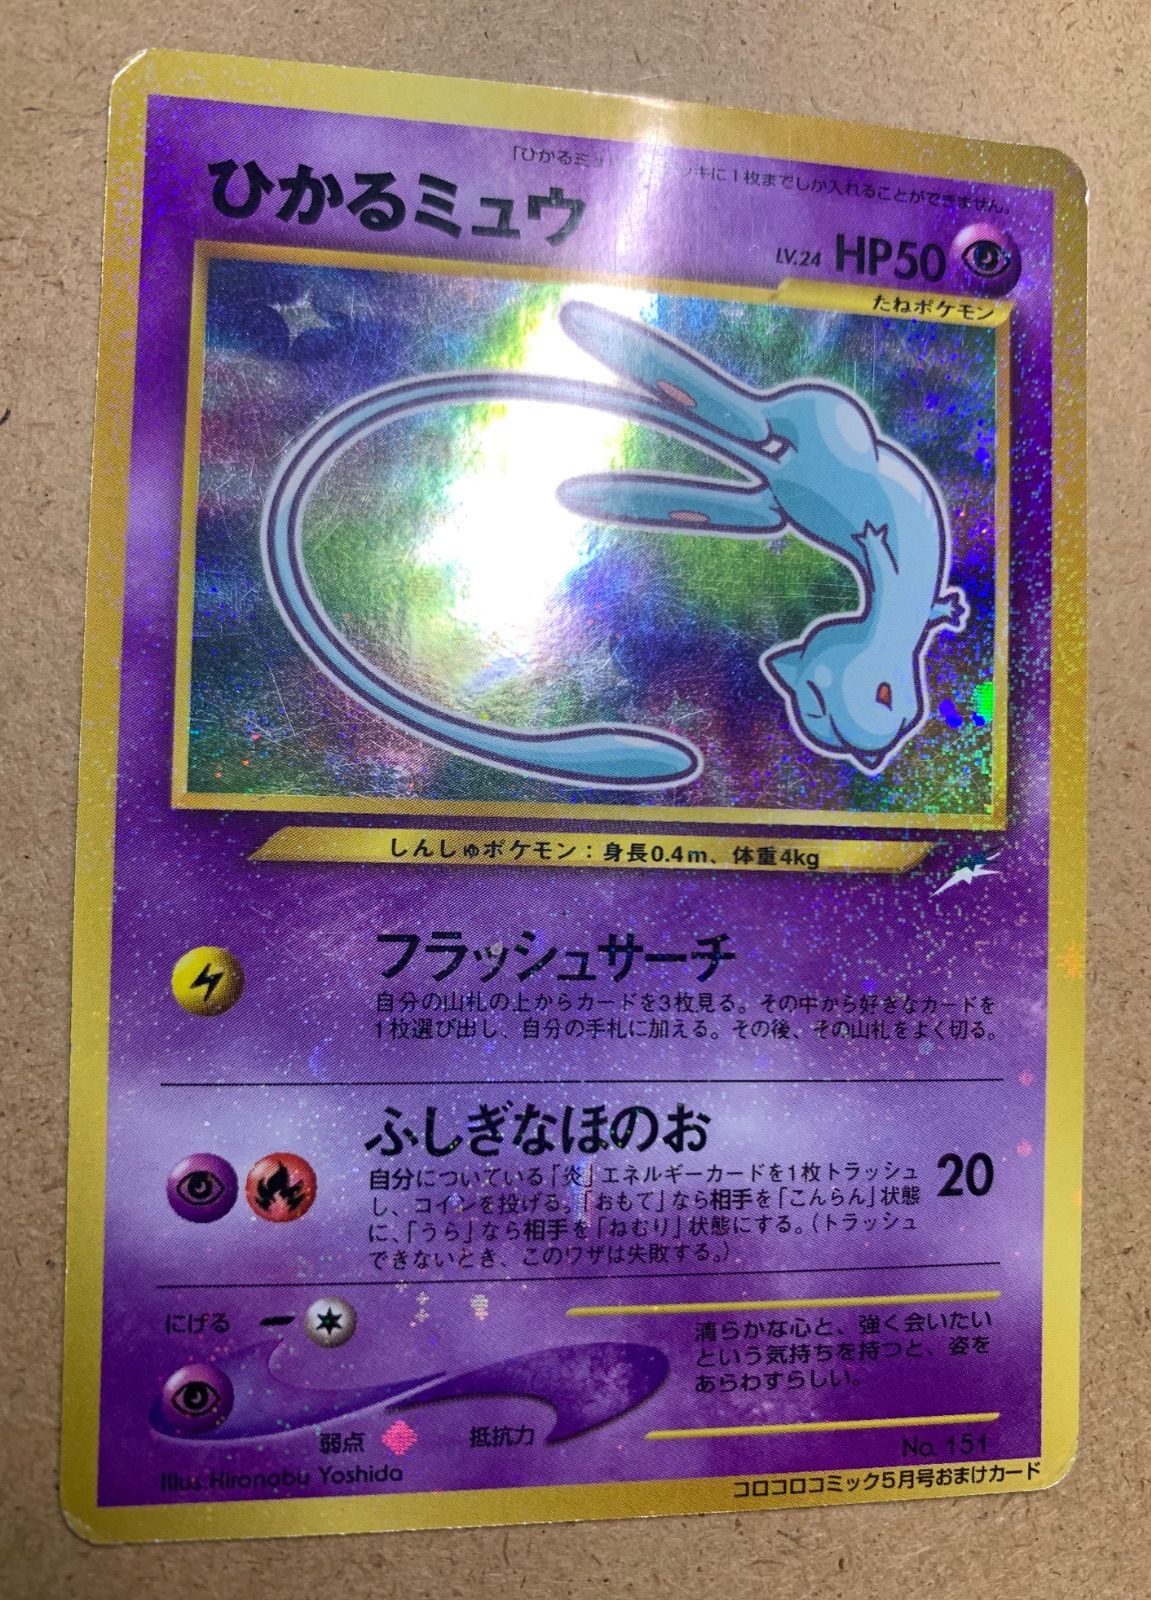 「ひかるミュ キに1枚までしか入れることができません。
ひかるミュウ
LV.24 HP50
たねポケモン
しんしゅポケモン：身長0.4m、体重4kg
フラッシュサーチ
自分の山札の上からカードを3枚見る。その中から好きなカードを
1枚選び出し、自分の手札に加える。その後、その山札をよく切る。
ふしぎなほのお
20
自分についている「炎」エネルギーカードを1枚トラッシュ
し、コインを投げる。「おもて」なら相手を「こんらん」状態
に、「うら」なら相手を「ねむり」状態にする。（トラッシュ
できないとき、このワザは失敗する。）
にげる
清らかな心と、強く会いたい
という気持ちを持つと、姿を
あらわすらしい。
弱点
抵抗力
No. 151
Illus. Hironobu Yoshida
コロコロコミック5月号おまけカード